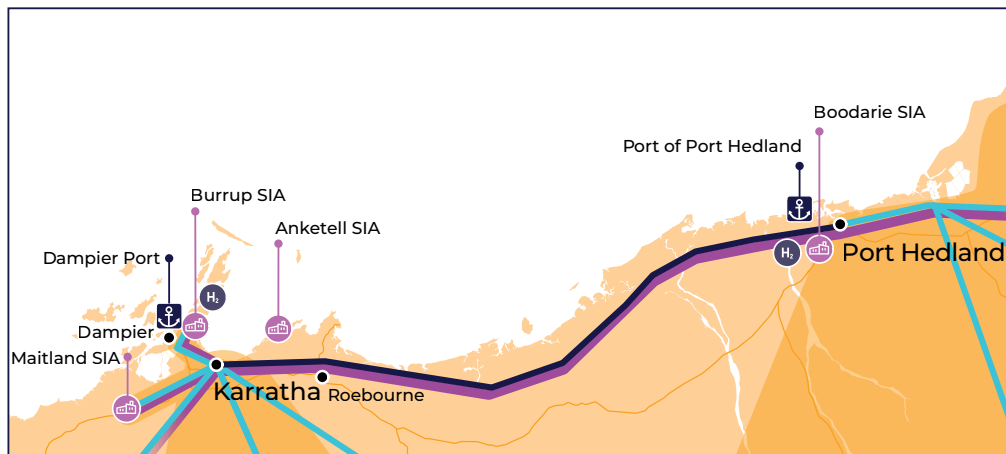 Boodarie SIA
Port of Port Hedland
Burrup SIA
Anketell SIA
Dampier Port
H₂
Port Hedland
H₂
Dampier
Maitland SIA
Karratha
Roebourne